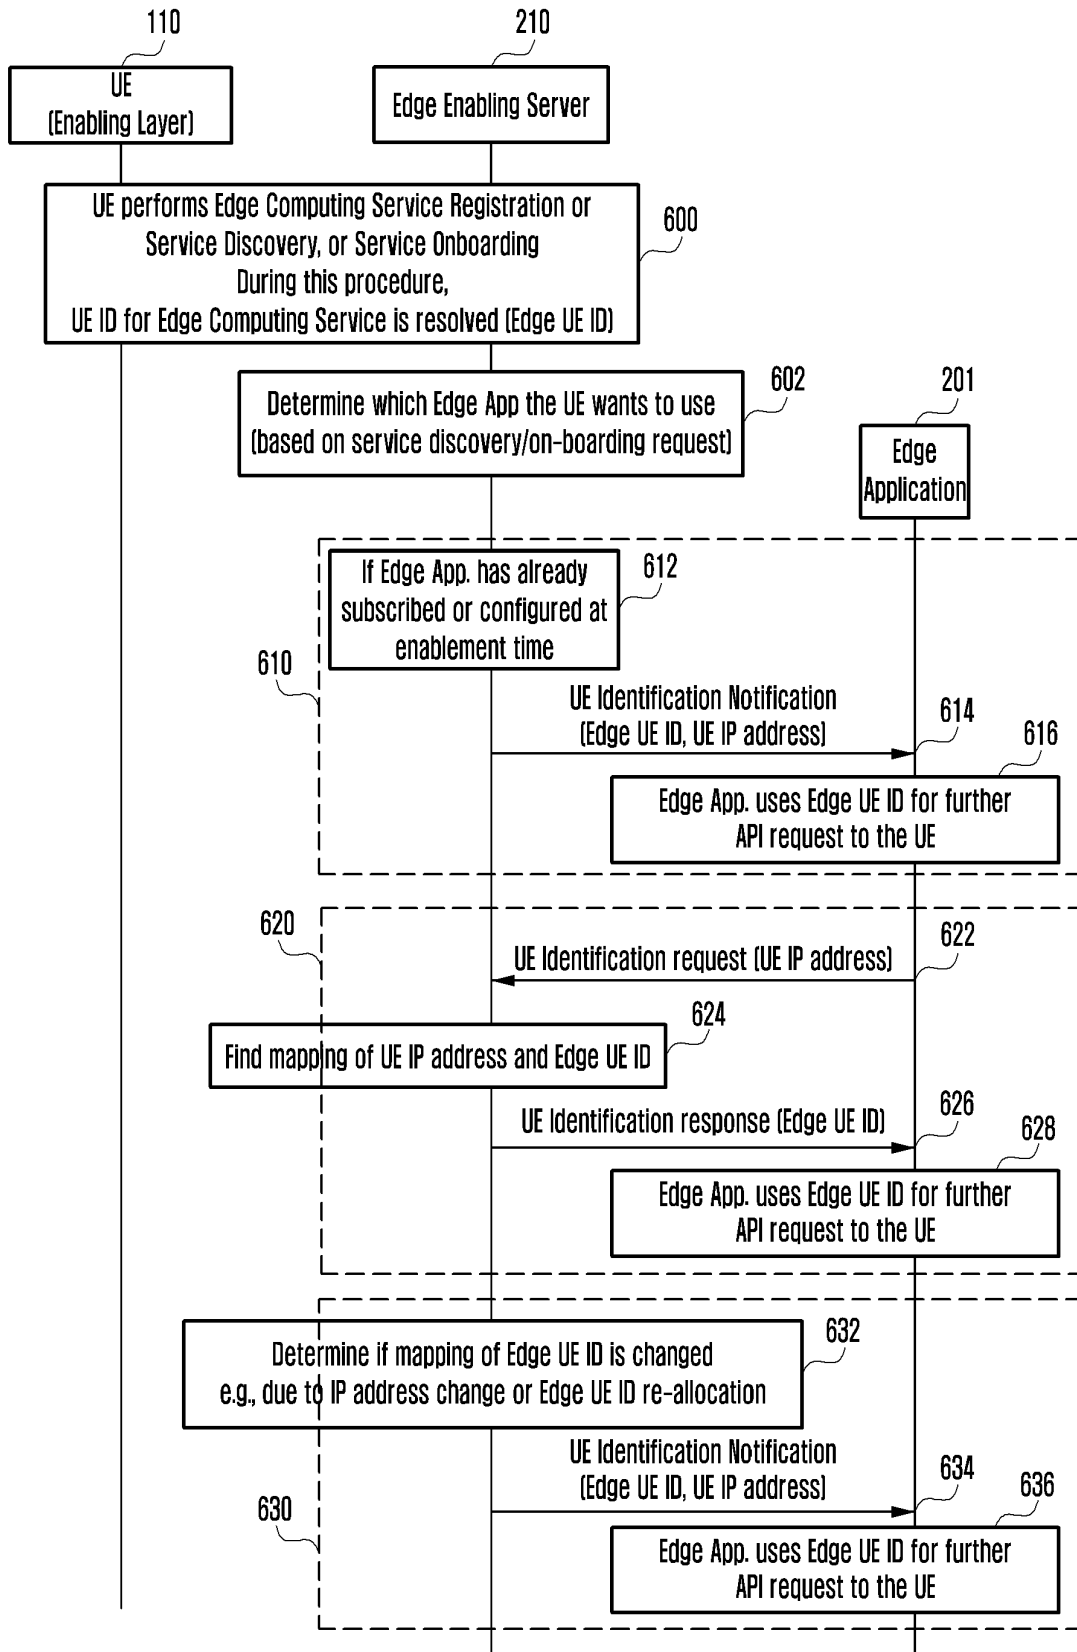 110
210
UE
(Enabling Layer)
Edge Enabling Server
UE performs Edge Computing Service Registration or
Service Discovery, or Service Onboarding
During this procedure,
UE ID for Edge Computing Service is resolved (Edge UE ID)
600
Determine which Edge App the UE wants to use
(based on service discovery/on-boarding request)
602
201
Edge
Application
If Edge App. has already
subscribed or configured at
enablement time
612
610
UE Identification Notification
(Edge UE ID, UE IP address)
614
616
Edge App. uses Edge UE ID for further
API request to the UE
620
UE Identification request (UE IP address)
622
624
Find mapping of UE IP address and Edge UE ID
UE Identification response (Edge UE ID)
626
628
Edge App. uses Edge UE ID for further
API request to the UE
632
Determine if mapping of Edge UE ID is changed
e.g., due to IP address change or Edge UE ID re-allocation
UE Identification Notification
(Edge UE ID, UE IP address)
634
630
636
Edge App. uses Edge UE ID for further
API request to the UE